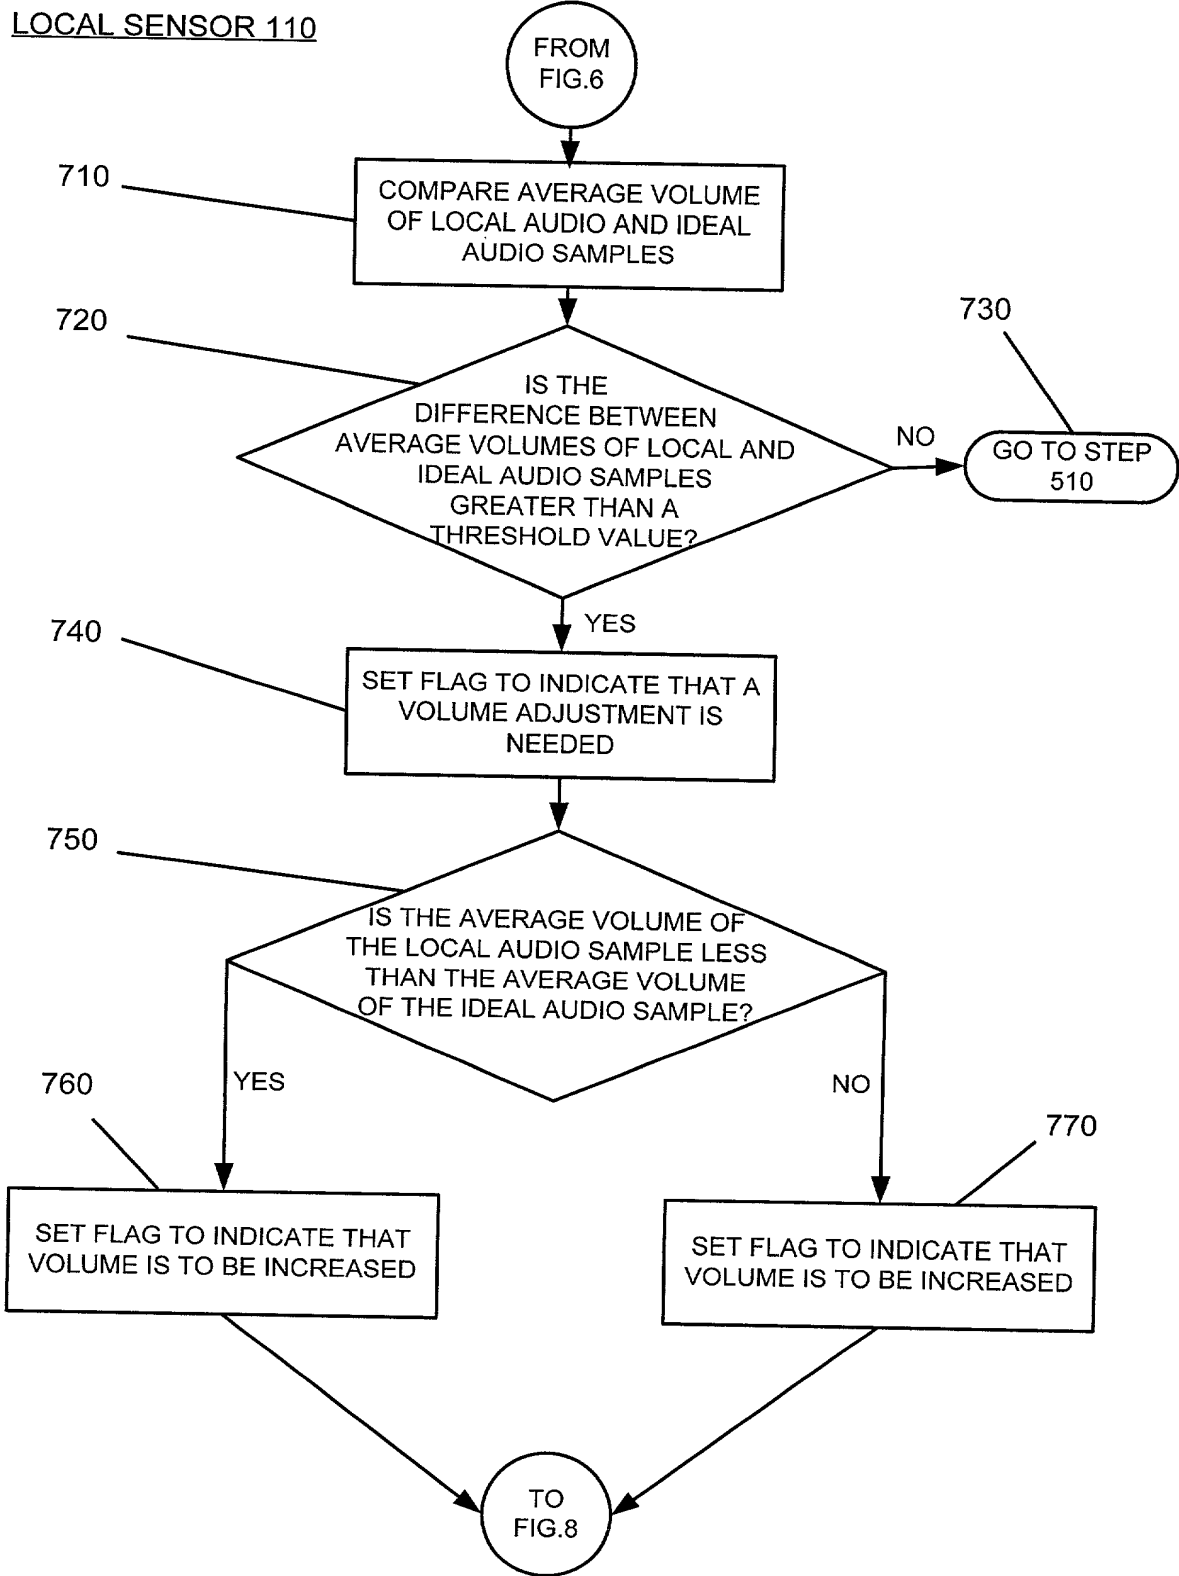 LOCAL SENSOR 110
FROM
FIG.6
710
COMPARE AVERAGE VOLUME
OF LOCAL AUDIO AND IDEAL
AUDIO SAMPLES
720
730
IS THE
DIFFERENCE BETWEEN
AVERAGE VOLUMES OF LOCAL AND
IDEAL AUDIO SAMPLES
GREATER THAN A
THRESHOLD VALUE?
NO
GO TO STEP
510
YES
740
SET FLAG TO INDICATE THAT A
VOLUME ADJUSTMENT IS
NEEDED
750
IS THE AVERAGE VOLUME OF
THE LOCAL AUDIO SAMPLE LESS
THAN THE AVERAGE VOLUME
OF THE IDEAL AUDIO SAMPLE?
YES
NO
760
770
SET FLAG TO INDICATE THAT
VOLUME IS TO BE INCREASED
SET FLAG TO INDICATE THAT
VOLUME IS TO BE INCREASED
TO
FIG.8